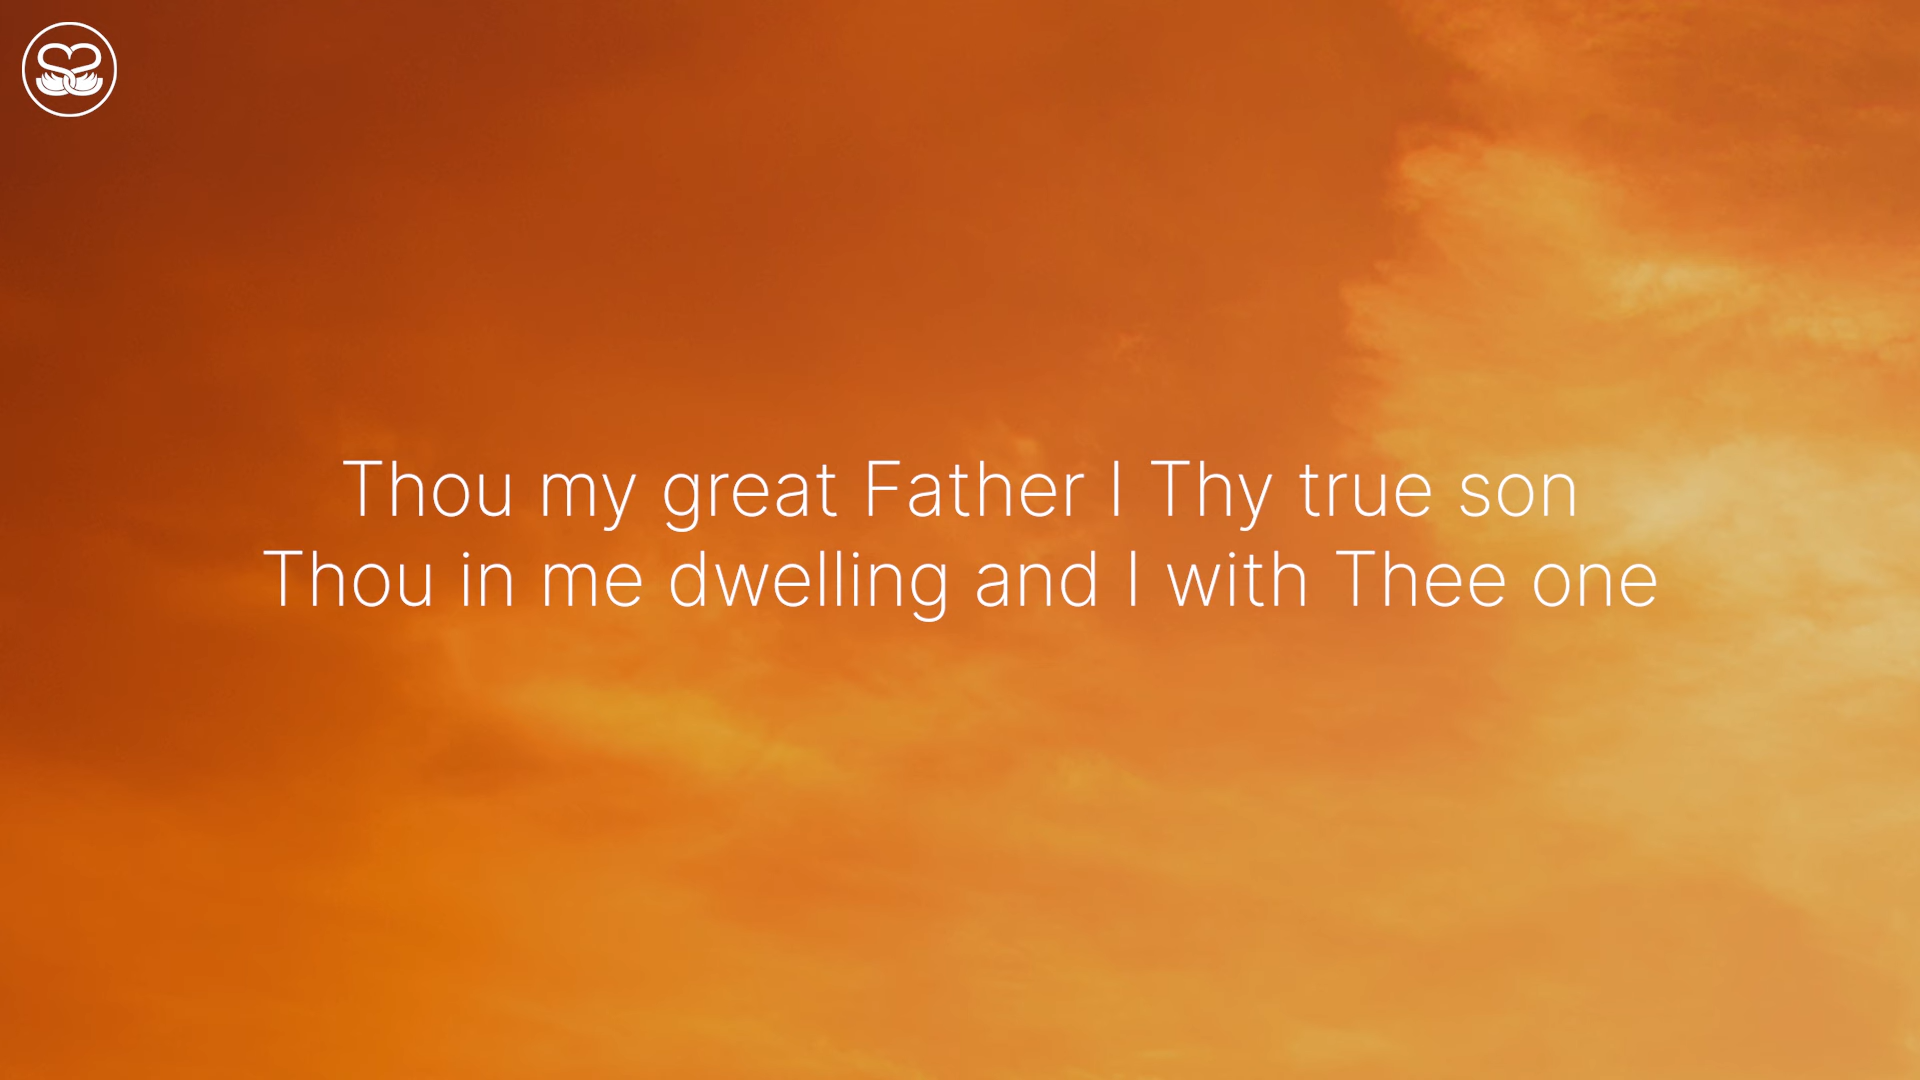 Thou my great Father I Thy true son
Thou in me dwelling and I with Thee one